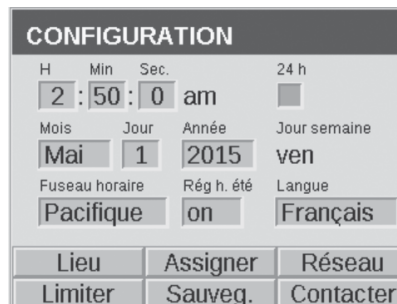 CONFIGURATION
H Min Sec. 24 h
2 : 50 : 0 am
Mois Jour Année Jour semaine
Mai 1 2015 ven
Fuseau horaire Rég h. été Langue
Pacifique on Français
Lieu Assigner Réseau
Limiter Sauveg. Contacter